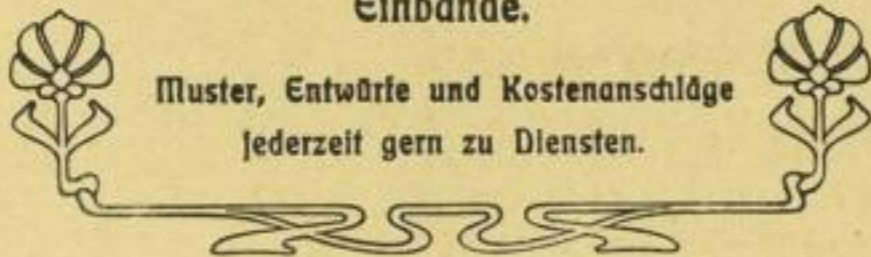 Einbände.
Muster, Entwürfe und Kostenanschläge
jederzeit gern zu Diensten.